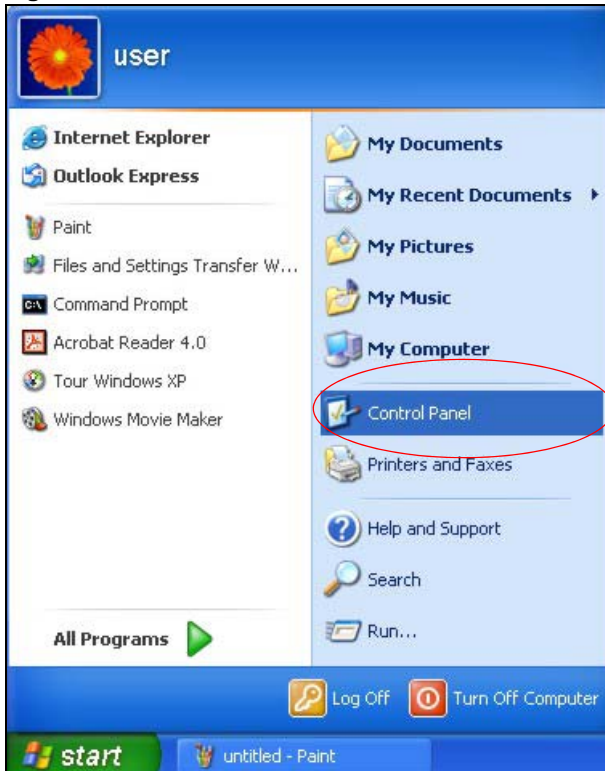 user
Internet Explorer
Outlook Express
Paint
Files and Settings Transfer W...
Command Prompt
Acrobat Reader 4.0
Tour Windows XP
Windows Movie Maker
All Programs
My Documents
My Recent Documents
My Pictures
My Music
My Computer
Control Panel
Printers and Faxes
Help and Support
Search
Run...
Log Off
Turn Off Computer
start
untitled - Paint